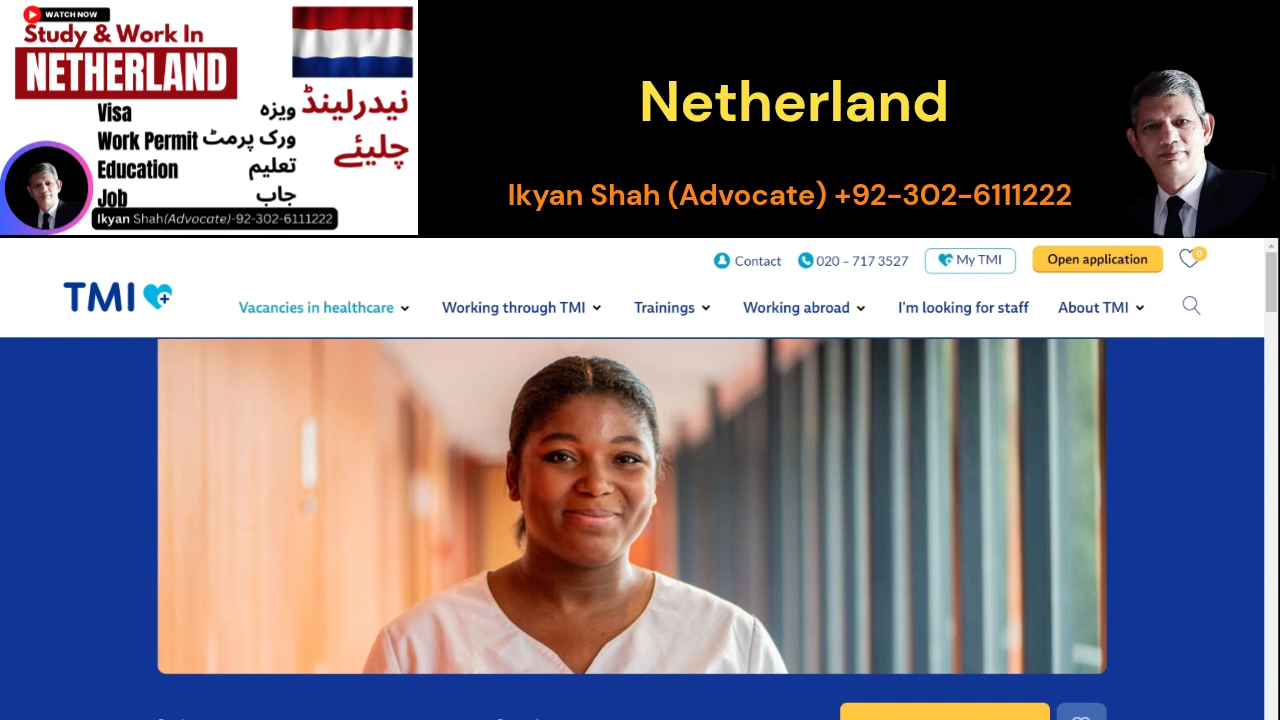 WATCH NOW
Study & Work In
NETHERLAND
نیدرلینڈ
چلیئے
Visa
ویزہ
Work Permit
ورک پرمٹ
Education
تعلیم
Job
جاب
Ikyan Shah(Advocate)-92-302-6111222
Netherland
Ikyan Shah (Advocate) +92-302-6111222
Contact
020 – 717 3527
My TMI
Open application
0
TMI
Vacancies in healthcare
Working through TMI
Trainings
Working abroad
I'm looking for staff
About TMI